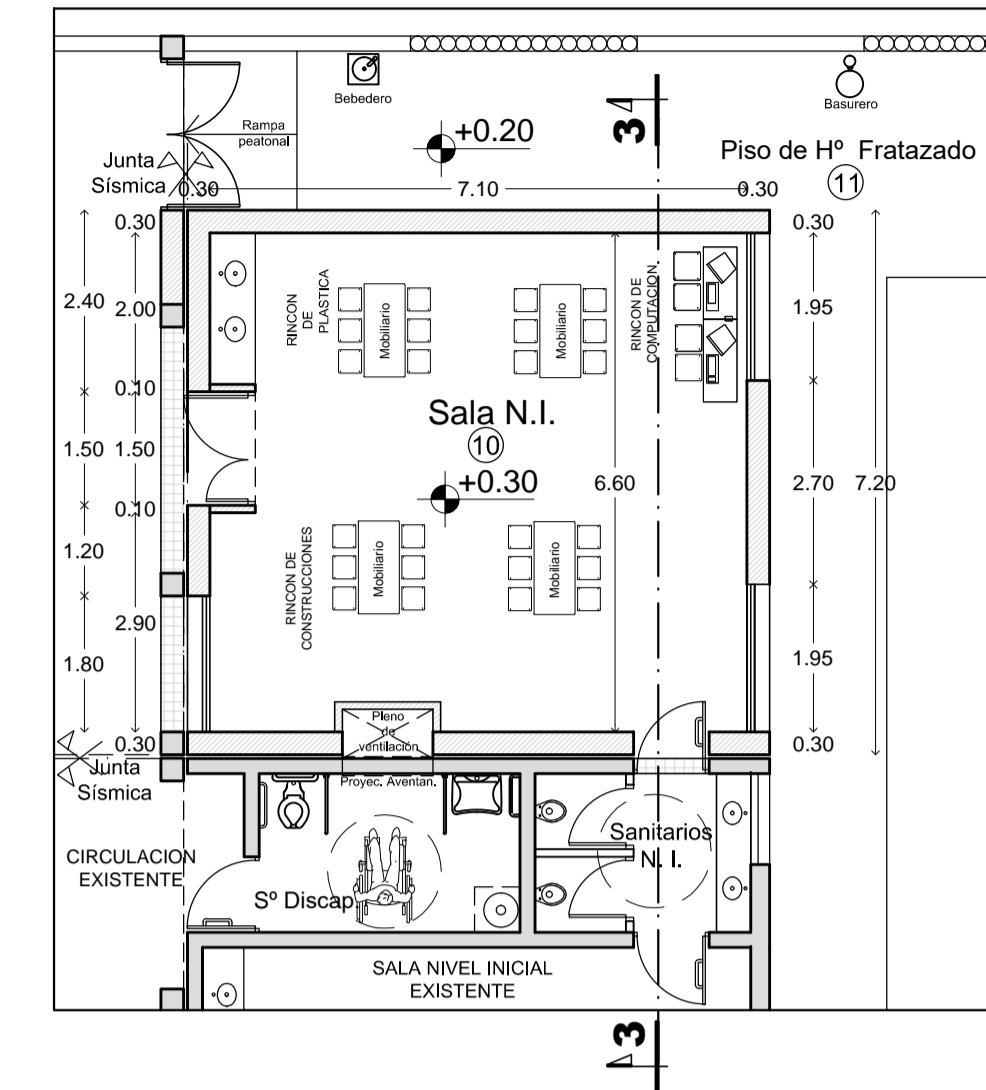 Bebedero
Basurero
3
Rampa
peatonal
+0.20
Piso de Hº Fratazado
11
Junta
Sísmica
0.30
7.10
0.30
0.30
0.30
2.40
2.00
RINCON
DE
PLASTICA
Mobiliario
Mobiliario
RINCON DE
COMPUTACION
1.95
0.10
Sala N.I.
10
1.50
1.50
+0.30
6.60
2.70
7.20
0.10
1.20
RINCON DE
CONSTRUCCIONES
Mobiliario
Mobiliario
2.90
1.80
1.95
Pleno
de
ventilación
0.30
0.30
Junta
Sísmica
Proyec. Aventan.
Sanitarios
N. I.
CIRCULACION
EXISTENTE
Sº Discap.
SALA NIVEL INICIAL
EXISTENTE
3